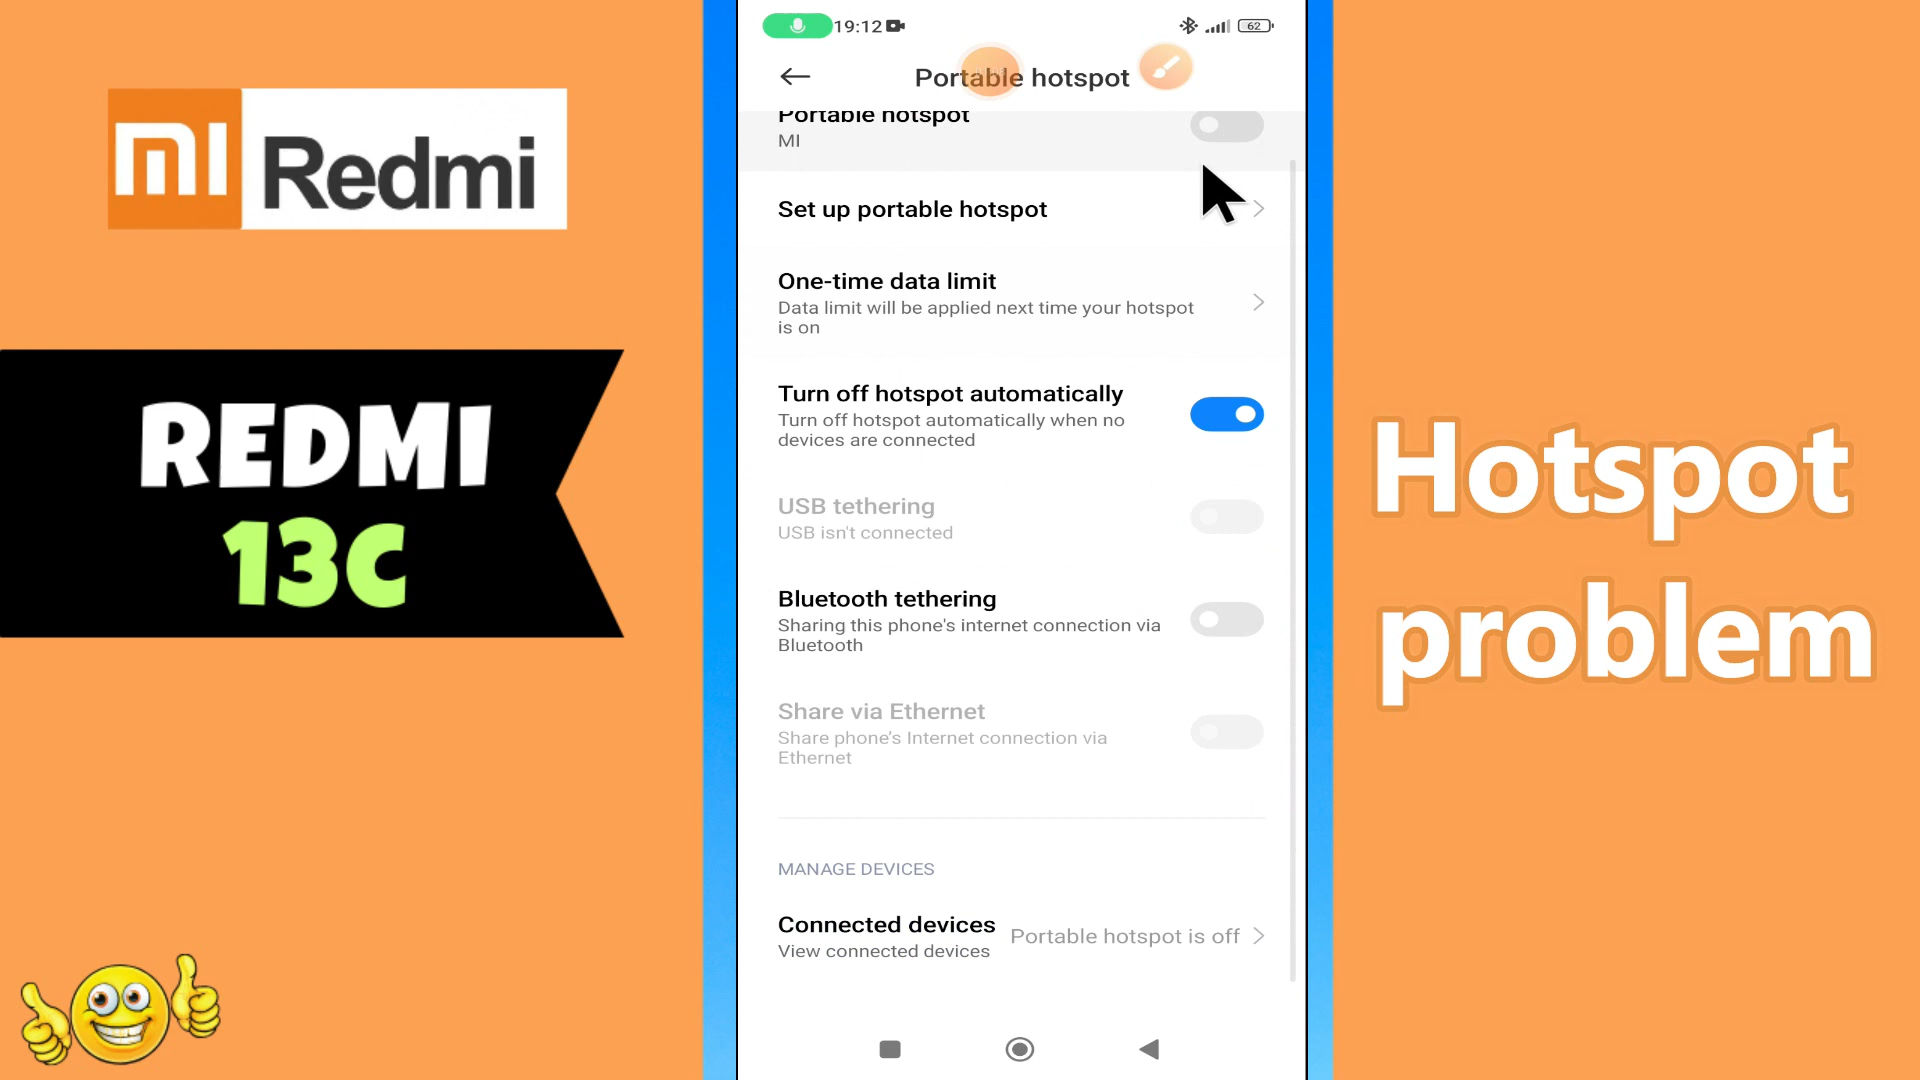 mi Redmi
REDMI
13C
19:12
62
Portable hotspot
Portable hotspot
MI
Set up portable hotspot
One-time data limit
Data limit will be applied next time your hotspot
is on
Turn off hotspot automatically
Turn off hotspot automatically when no
devices are connected
USB tethering
USB isn't connected
Bluetooth tethering
Sharing this phone's internet connection via
Bluetooth
Share via Ethernet
Share phone's Internet connection via
Ethernet
MANAGE DEVICES
Connected devices
View connected devices
Portable hotspot is off
Hotspot
problem